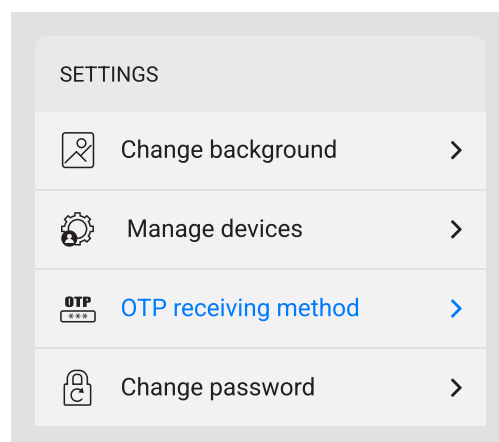 SETTINGS
Change background
Manage devices
OTP
***
OTP receiving method
Change password